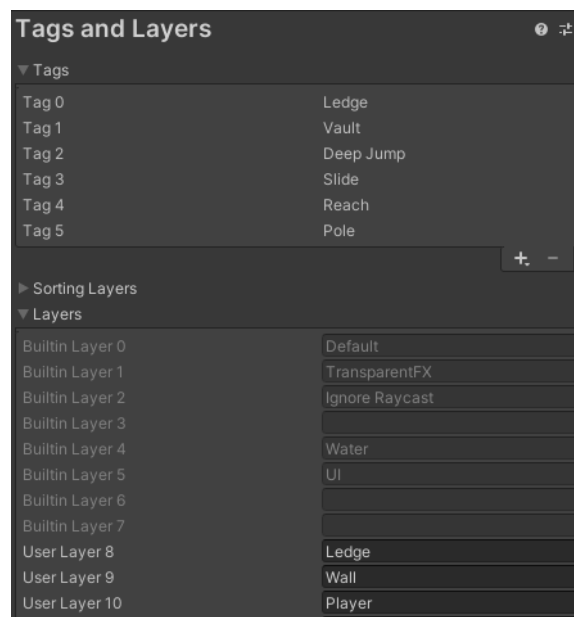 Tags and Layers
Tags
Tag 0 Ledge
Tag 1 Vault
Tag 2 Deep Jump
Tag 3 Slide
Tag 4 Reach
Tag 5 Pole
Sorting Layers
Layers
Builtin Layer 0 Default
Builtin Layer 1 TransparentFX
Builtin Layer 2 Ignore Raycast
Builtin Layer 3
Builtin Layer 4 Water
Builtin Layer 5 UI
Builtin Layer 6
Builtin Layer 7
User Layer 8 Ledge
User Layer 9 Wall
User Layer 10 Player